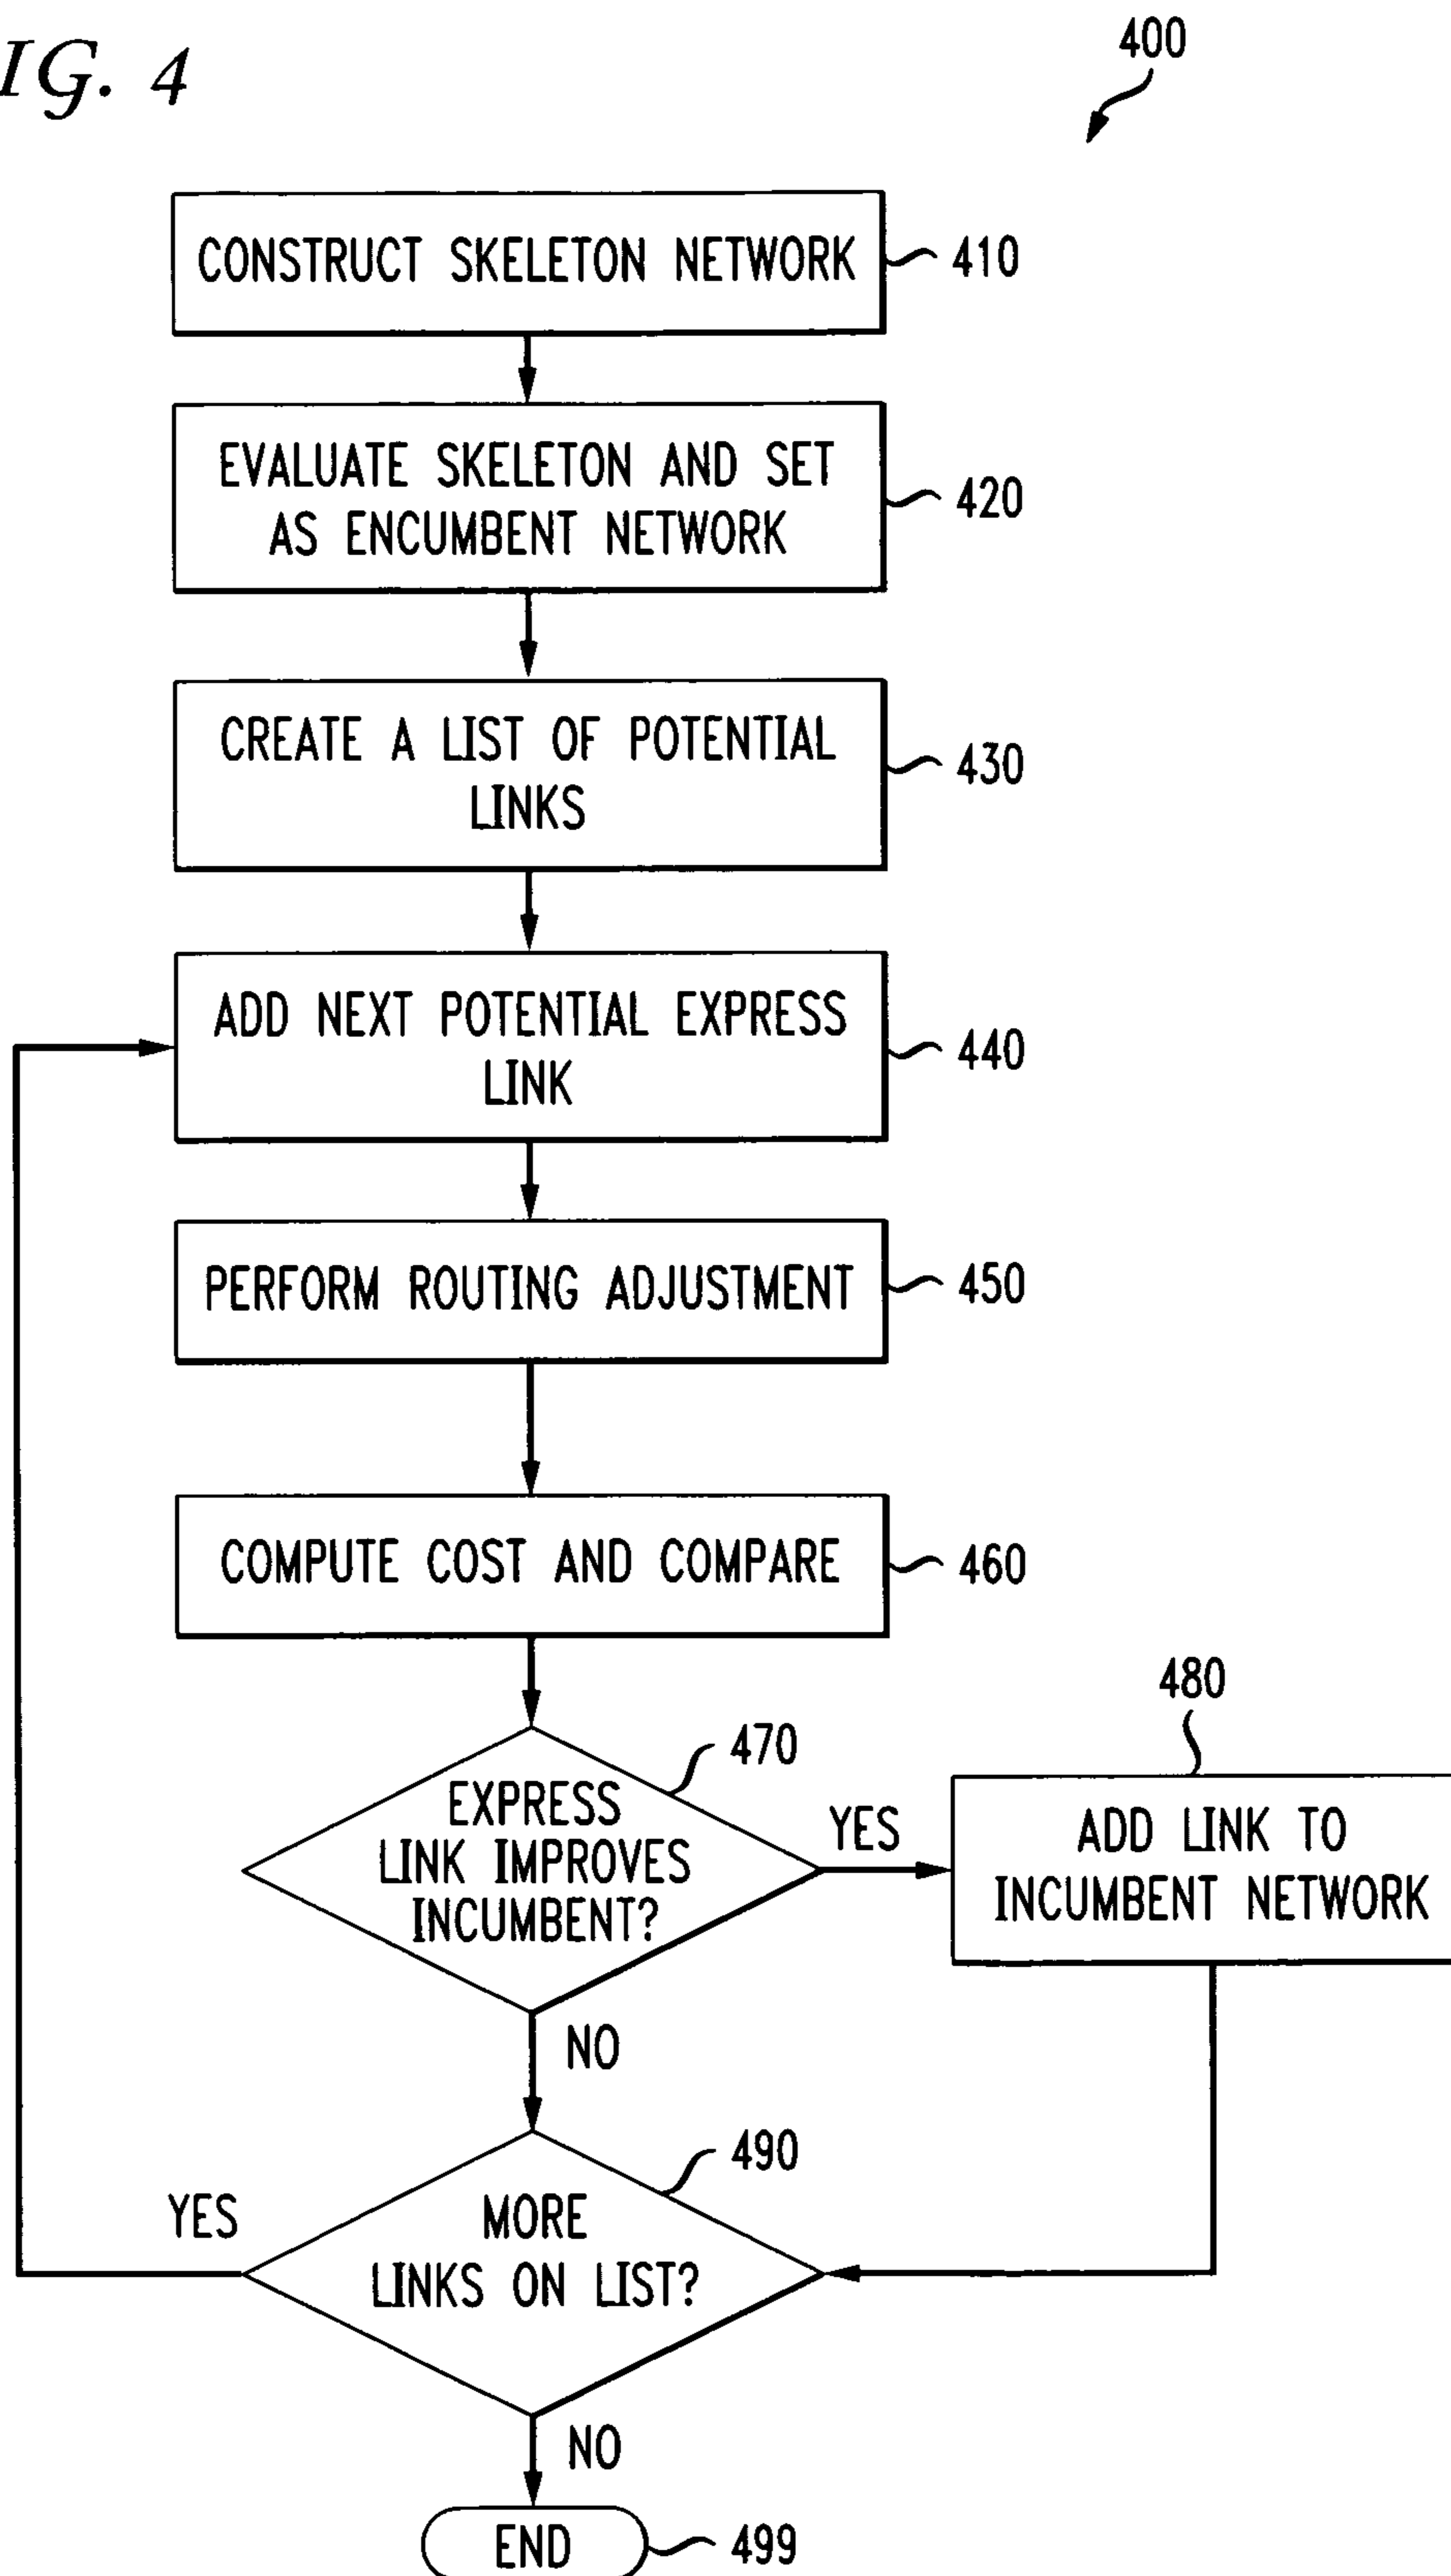 IG. 4
400
CONSTRUCT SKELETON NETWORK
410
EVALUATE SKELETON AND SET
AS ENCUMBENT NETWORK
420
CREATE A LIST OF POTENTIAL
LINKS
430
ADD NEXT POTENTIAL EXPRESS
LINK
440
PERFORM ROUTING ADJUSTMENT
450
COMPUTE COST AND COMPARE
460
EXPRESS
LINK IMPROVES
INCUMBENT?
470
YES
480
ADD LINK TO
INCUMBENT NETWORK
NO
MORE
LINKS ON LIST?
490
YES
NO
END
499